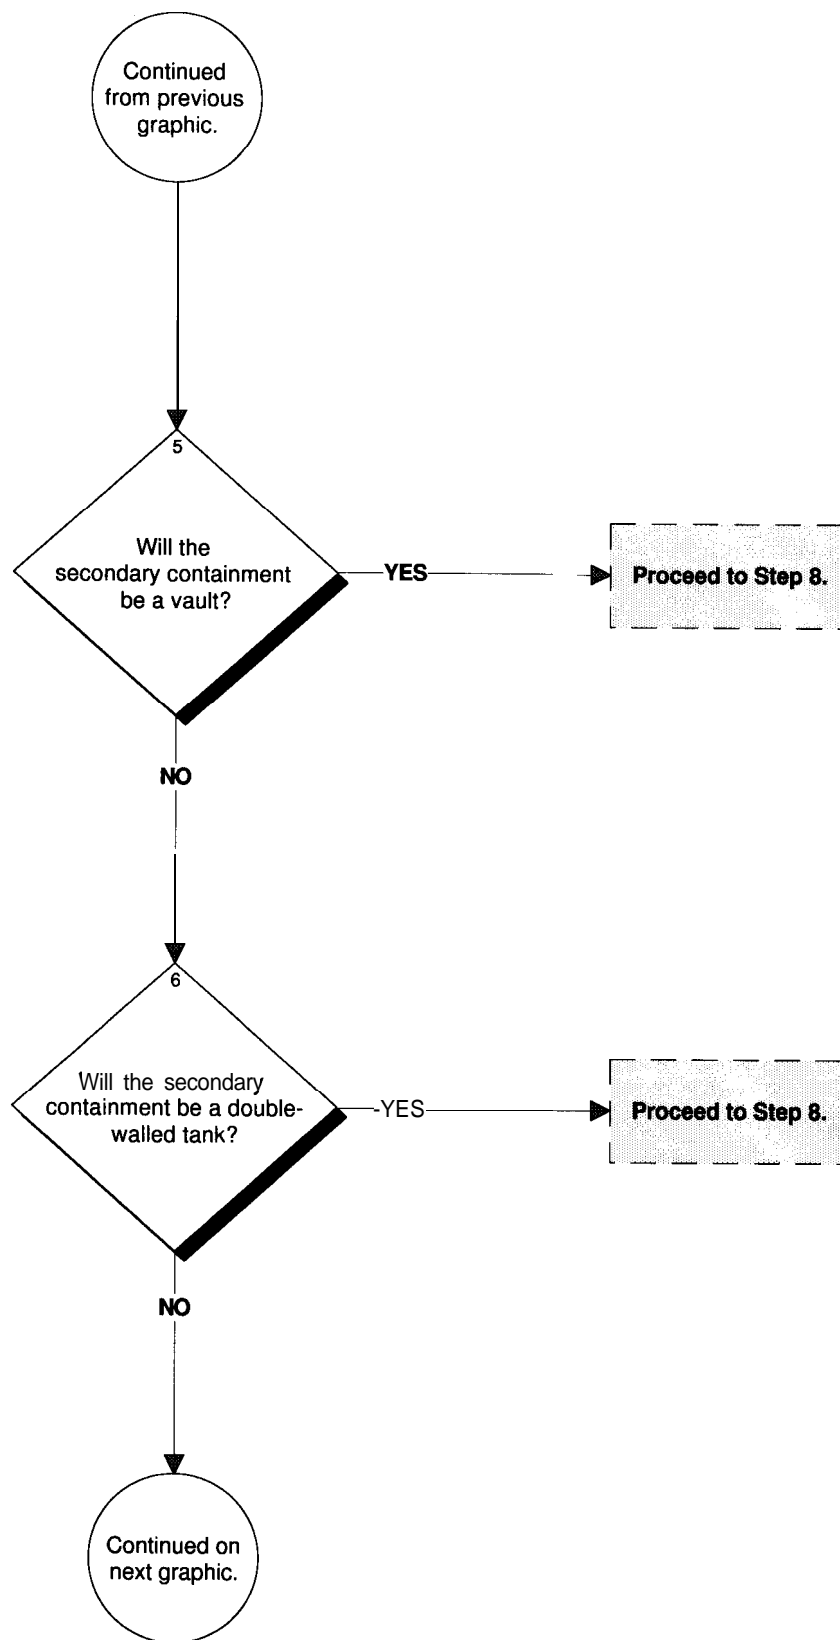 Continued
from previous
graphic.
5
Will the
secondary containment
be a vault?
YES
Proceed to Step 8.
NO
6
Will the secondary
containment be a double-
walled tank?
-YES
Proceed to Step 8.
NO
Continued on
next graphic.